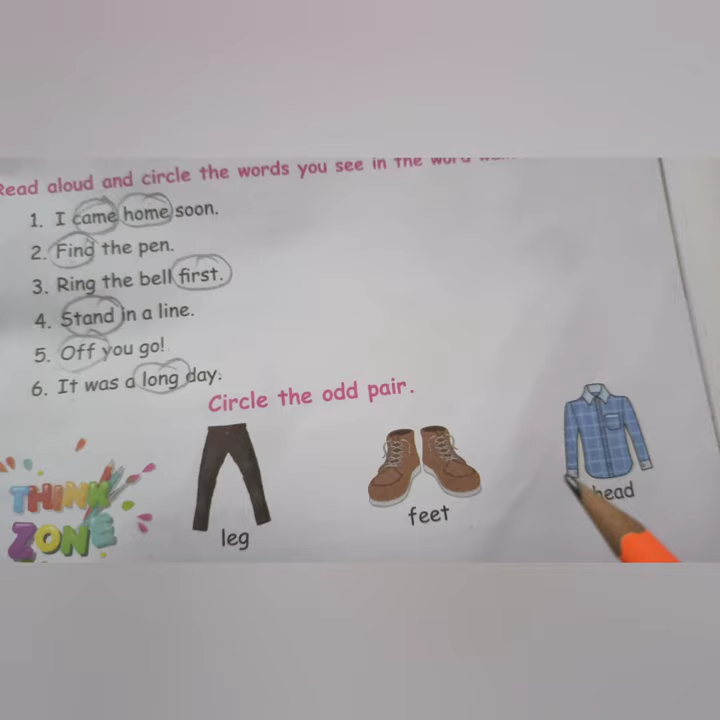 Read aloud and circle the words you see in the word
1. I came home soon.
2. Find the pen.
3. Ring the bell first.
4. Stand in a line.
5. Off you go!
6. It was a long day.
Circle the odd pair.
THINK
ZONE
leg
feet
head